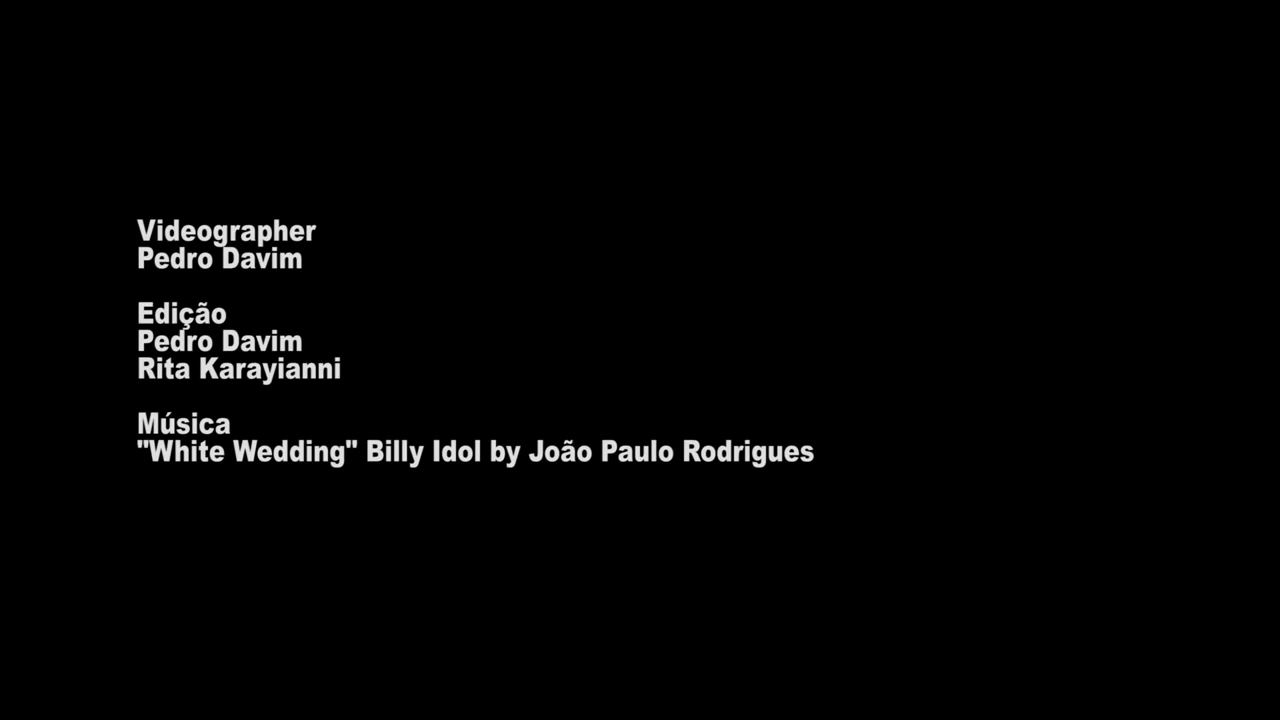 Videographer
Pedro Davim
Edição
Pedro Davim
Rita Karayianni
Música
"White Wedding" Billy Idol by João Paulo Rodrigues